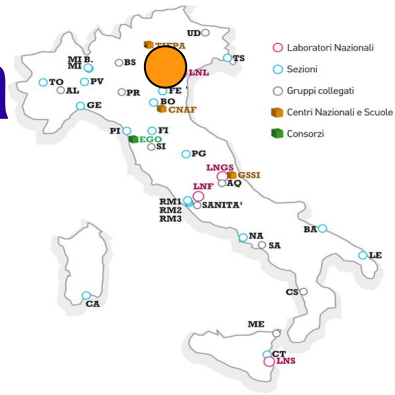 UD
TIFPA
MI B.
MI
BS
TS
LNL
TO
PV
AL
PR
FE
BO
CNAF
GE
PI
FI
EGO
SI
PG
LNGS
GSSI
AQ
LNF
RM1
SANITA'
RM2
RM3
BA
NA
SA
LE
CA
CS
ME
CT
LNS
Laboratori Nazionali
Sezioni
Gruppi collegati
Centri Nazionali e Scuole
Consorzi